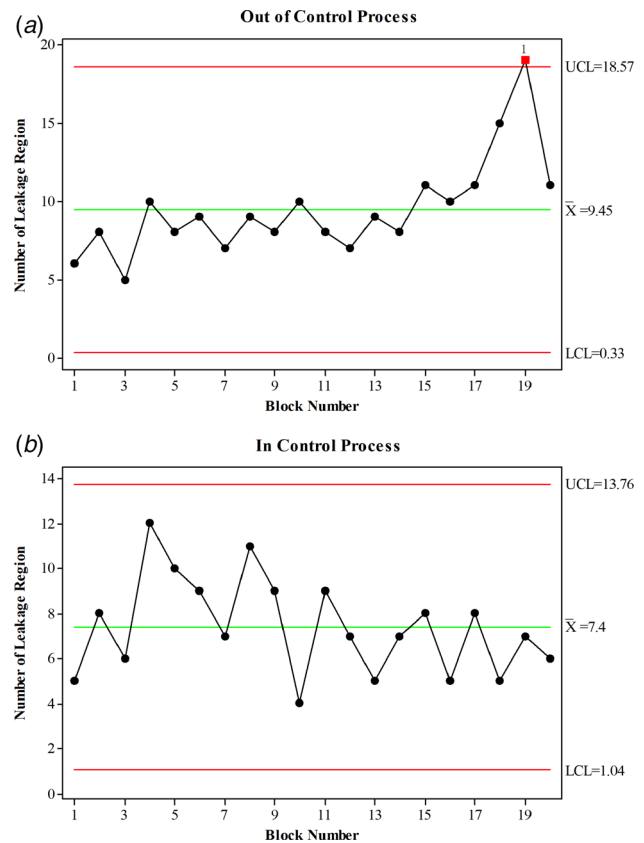 (a)
Out of Control Process
20
15
10
5
0
Number of Leakage Region
1
UCL=18.57
X̄ =9.45
LCL=0.33
1 3 5 7 9 11 13 15 17 19
Block Number
(b)
In Control Process
14
12
10
8
6
4
2
0
Number of Leakage Region
UCL=13.76
X̄ =7.4
LCL=1.04
1 3 5 7 9 11 13 15 17 19
Block Number